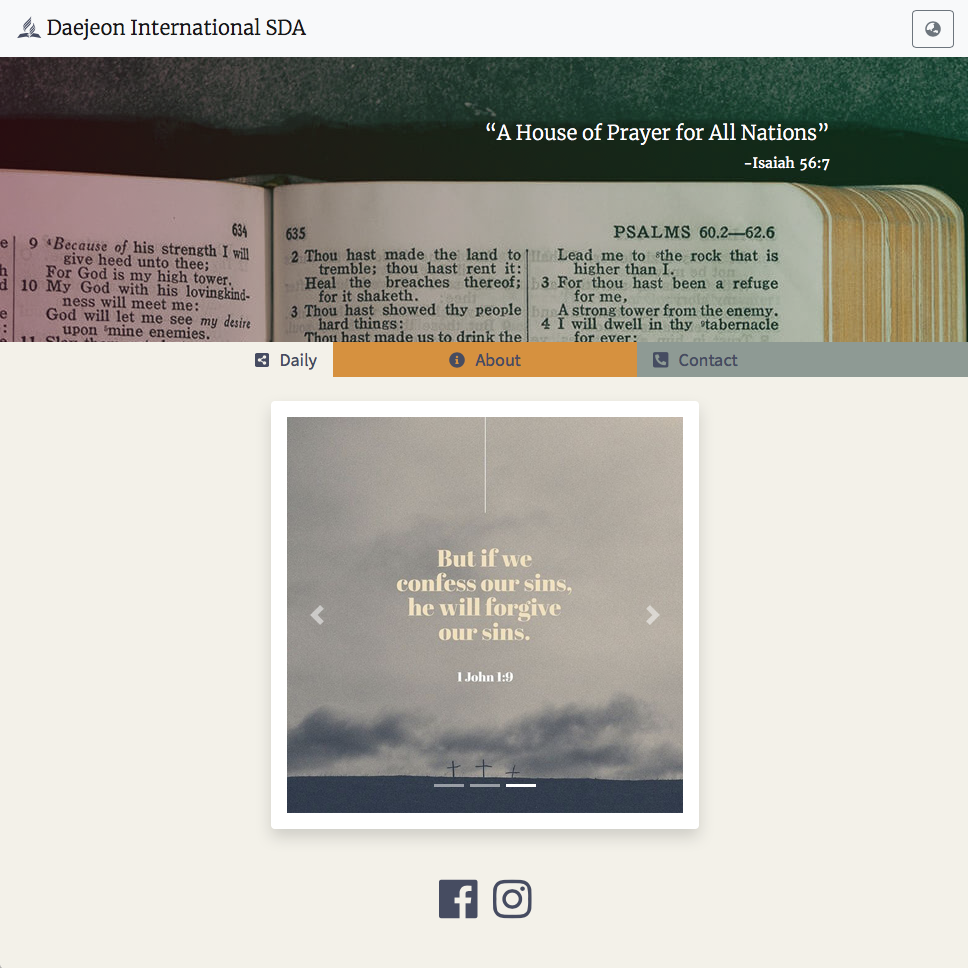 Daejeon International SDA
“A House of Prayer for All Nations”
-Isaiah 56:7
634
9 4Because of his strength I will
give heed unto thee;
For God is my high tower.
10 My God with his lovingkind-
ness will meet me:
God will let me see my desire
upon 5mine enemies.
635
PSALMS 60.2—62.6
2 Thou hast made the land to
tremble; thou hast rent it:
Heal the breaches thereof;
for it shaketh.
3 Thou hast showed thy people
hard things:
Thou hast made us to drink the
Lead me to the rock that is
higher than I.
3 For thou hast been a refuge
for me,
A strong tower from the enemy.
4 I will dwell in thy tabernacle
for ever:
Daily
About
Contact
But if we
confess our sins,
he will forgive
our sins.
1 John 1:9